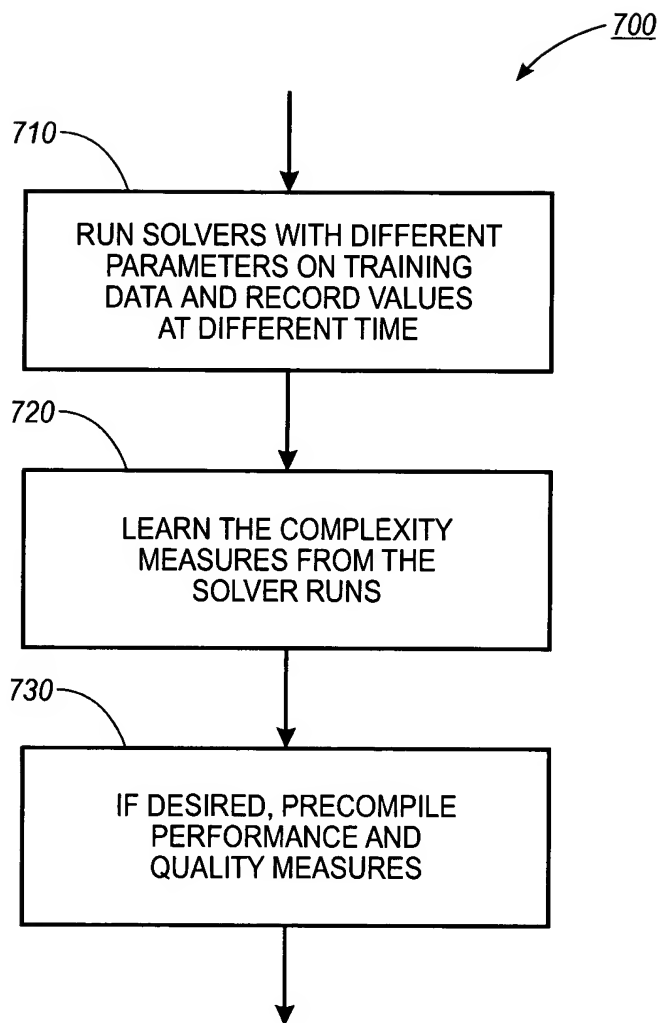 700
710
RUN SOLVERS WITH DIFFERENT
PARAMETERS ON TRAINING
DATA AND RECORD VALUES
AT DIFFERENT TIME
720
LEARN THE COMPLEXITY
MEASURES FROM THE
SOLVER RUNS
730
IF DESIRED, PRECOMPILE
PERFORMANCE AND
QUALITY MEASURES